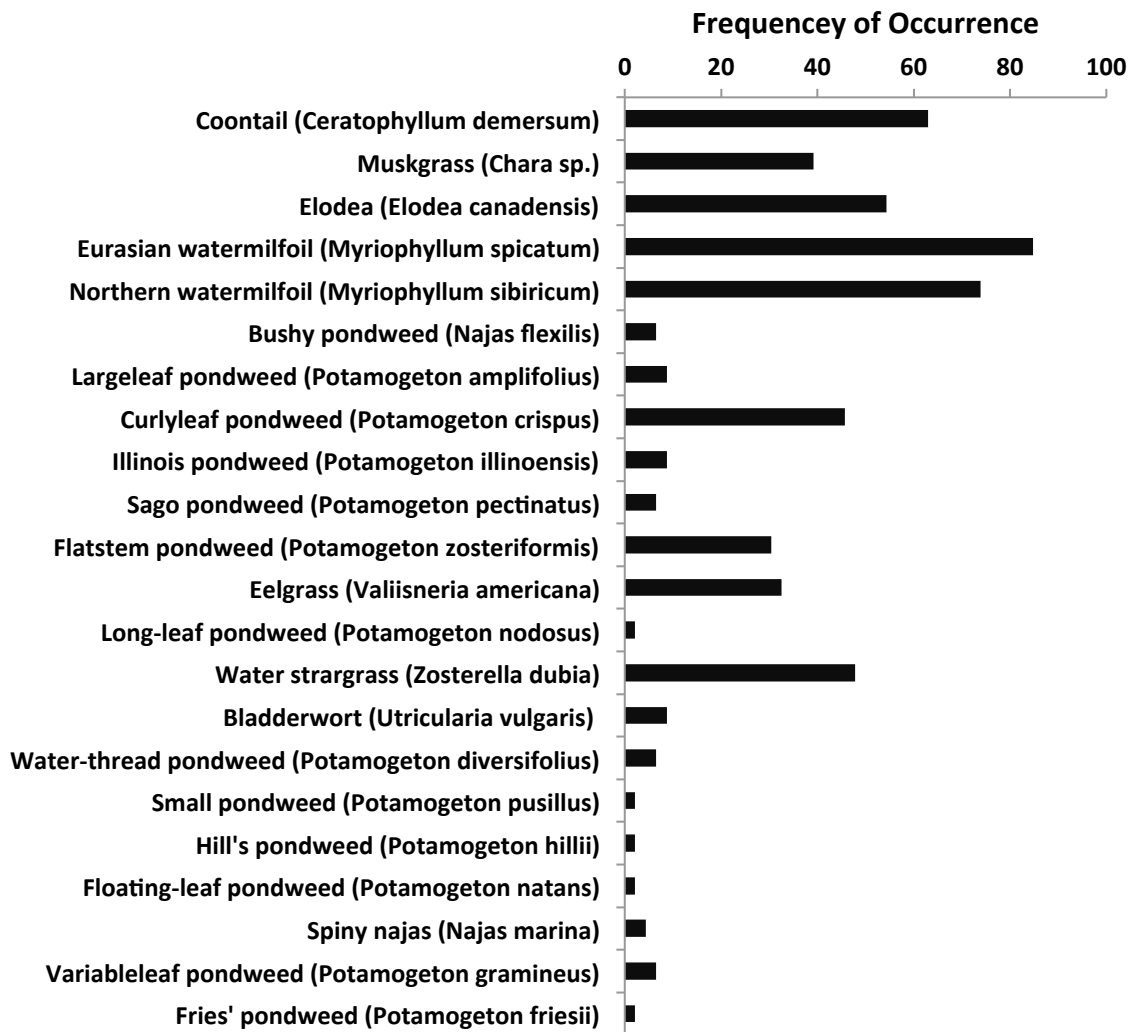 Frequencey of Occurrence
0 20 40 60 80 100
Coontail (Ceratophyllum demersum)
Muskgrass (Chara sp.)
Elodea (Elodea canadensis)
Eurasian watermilfoil (Myriophyllum spicatum)
Northern watermilfoil (Myriophyllum sibiricum)
Bushy pondweed (Najas flexilis)
Largeleaf pondweed (Potamogeton amplifolius)
Curlyleaf pondweed (Potamogeton crispus)
Illinois pondweed (Potamogeton illinoensis)
Sago pondweed (Potamogeton pectinatus)
Flatstem pondweed (Potamogeton zosteriformis)
Eelgrass (Valiisneria americana)
Long-leaf pondweed (Potamogeton nodosus)
Water strargrass (Zosterella dubia)
Bladderwort (Utricularia vulgaris)
Water-thread pondweed (Potamogeton diversifolius)
Small pondweed (Potamogeton pusillus)
Hill's pondweed (Potamogeton hillii)
Floating-leaf pondweed (Potamogeton natans)
Spiny najas (Najas marina)
Variableleaf pondweed (Potamogeton gramineus)
Fries' pondweed (Potamogeton friesii)